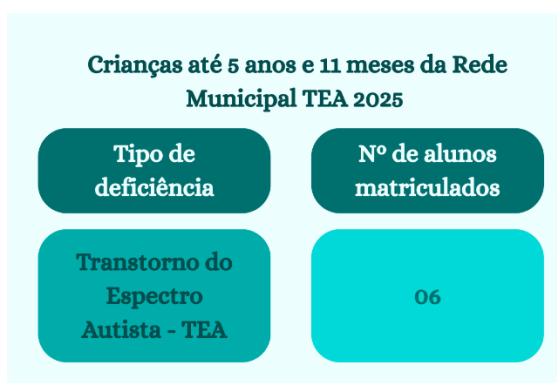 Crianças até 5 anos e 11 meses da Rede
Municipal TEA 2025
Tipo de
deficiência
Nº de alunos
matriculados
Transtorno do
Espectro
Autista - TEA
06